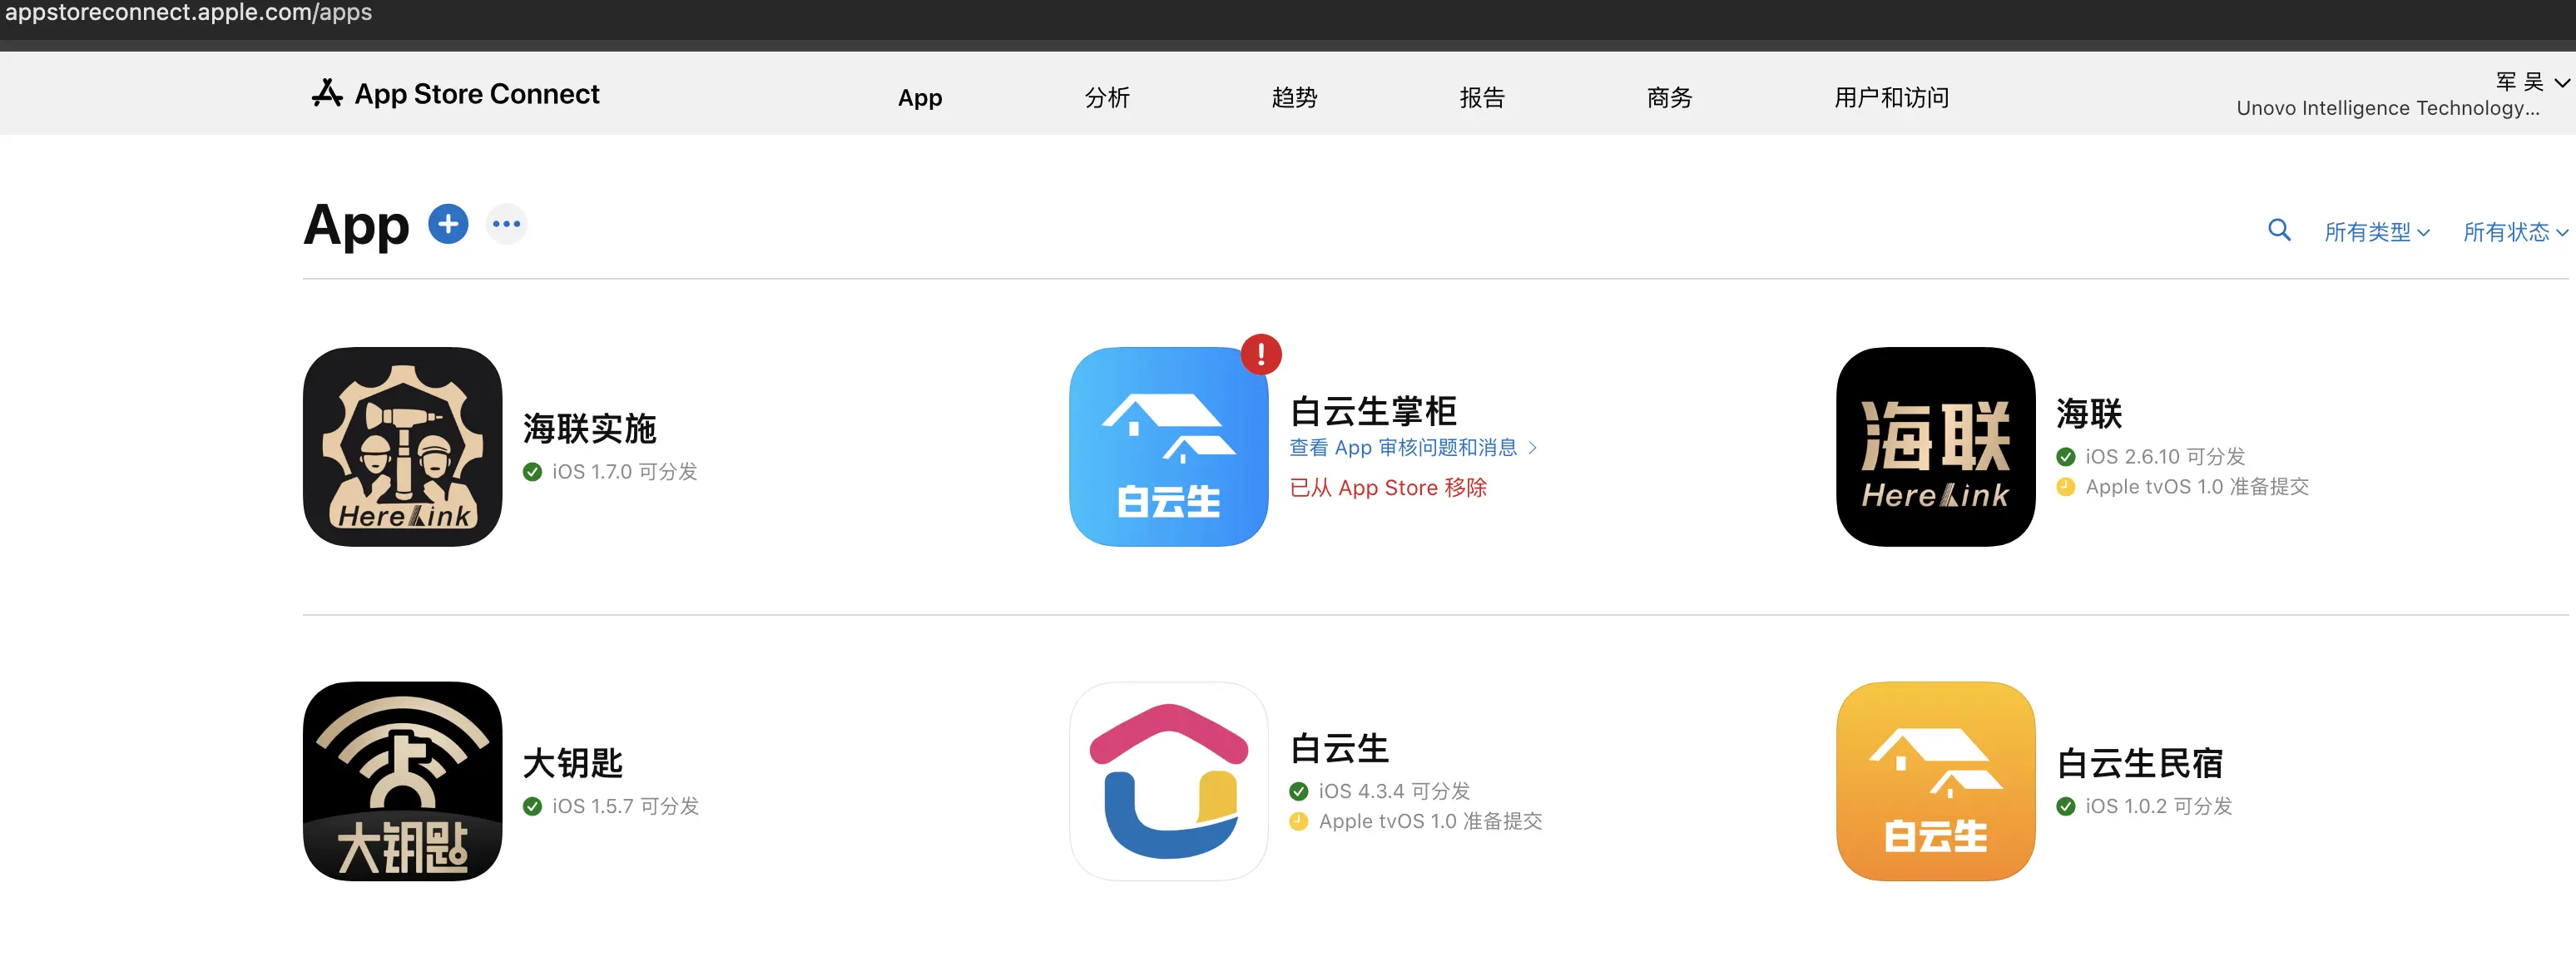 appstoreconnect.apple.com/apps
App Store Connect
App
分析
趋势
报告
商务
用户和访问
军 吴
Unovo Intelligence Technology...
App
所有类型
所有状态
HereLink
海联实施
iOS 1.7.0 可分发
白云生
白云生掌柜
查看 App 审核问题和消息
已从 App Store 移除
海联
HereLink
海联
iOS 2.6.10 可分发
Apple tvOS 1.0 准备提交
大钥匙
大钥匙
iOS 1.5.7 可分发
白云生
iOS 4.3.4 可分发
Apple tvOS 1.0 准备提交
白云生
白云生民宿
iOS 1.0.2 可分发